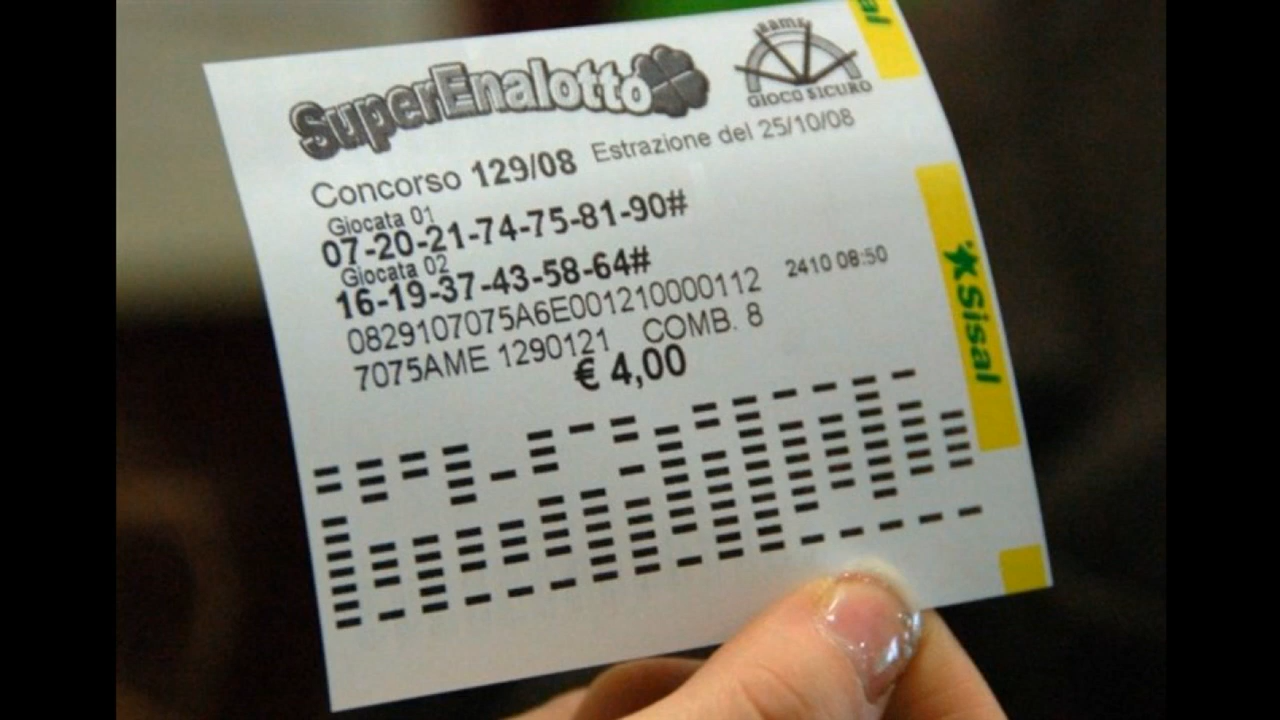 SuperEnalotto
aams
GIOCO SICURO
Concorso 129/08 Estrazione del 25/10/08
Giocata 01
07-20-21-74-75-81-90#
Giocata 02
16-19-37-43-58-64#
0829107075A6E001210000112 2410 08:50
7075AME 1290121 COMB. 8
€ 4,00
al
Sisal